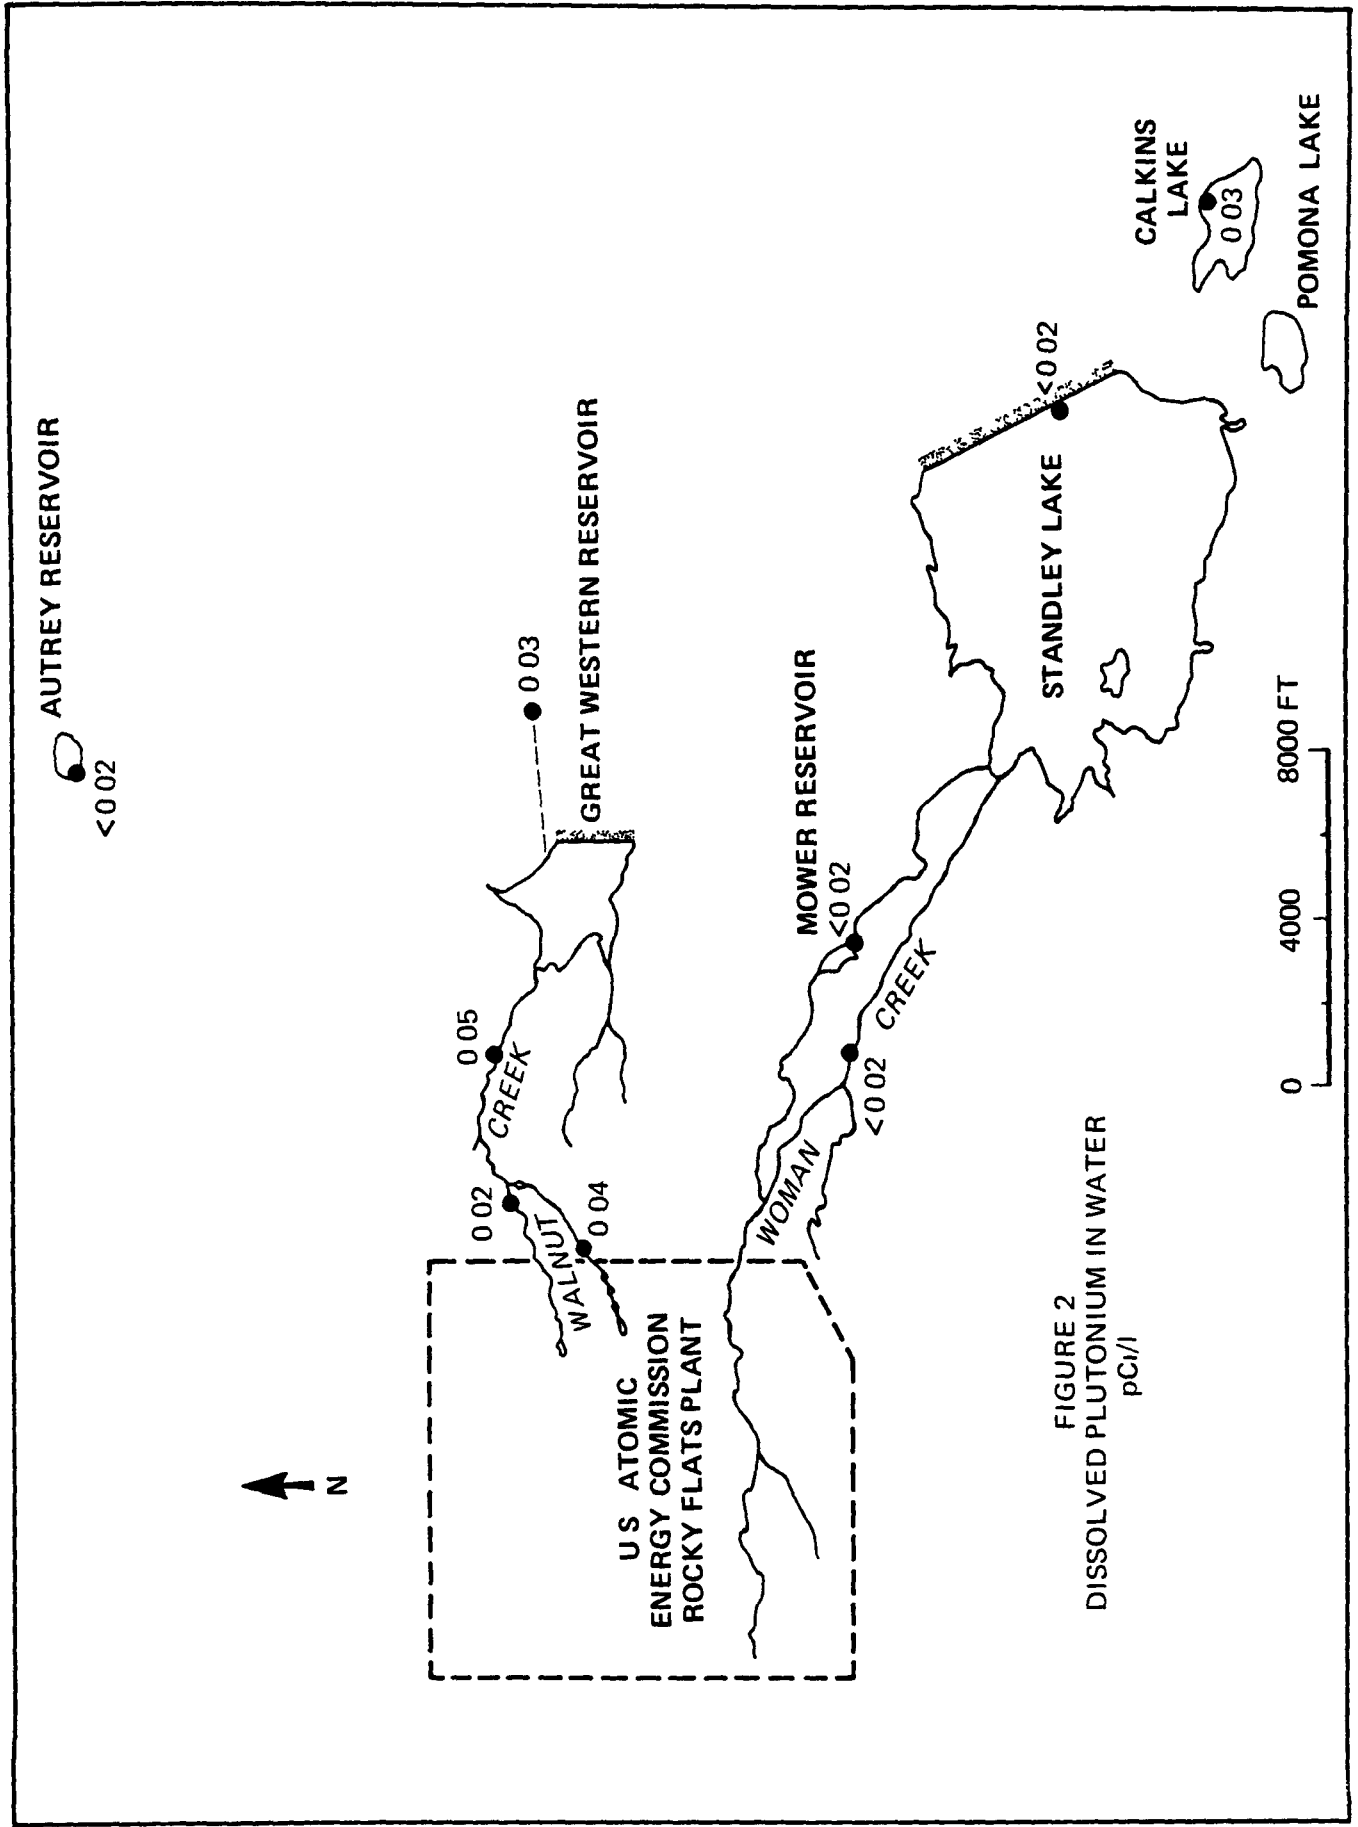 AUTREY RESERVOIR
<0 02
0 03
GREAT WESTERN RESERVOIR
0 05
CREEK
0 02
WALNUT
0 04
N
U S ATOMIC
ENERGY COMMISSION
ROCKY FLATS PLANT
MOWER RESERVOIR
<0 02
CREEK
<0 02
WOMAN
STANDLEY LAKE
<0 02
CALKINS
LAKE
0 03
POMONA LAKE
0 4000 8000 FT
FIGURE 2
DISSOLVED PLUTONIUM IN WATER
pCı/l